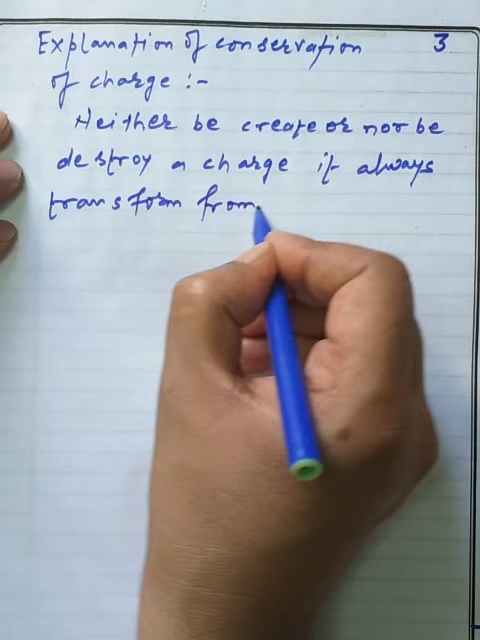 Explanation of conservation 3
of charge :-
Neither be create or nor be
destroy a charge it always
transform from